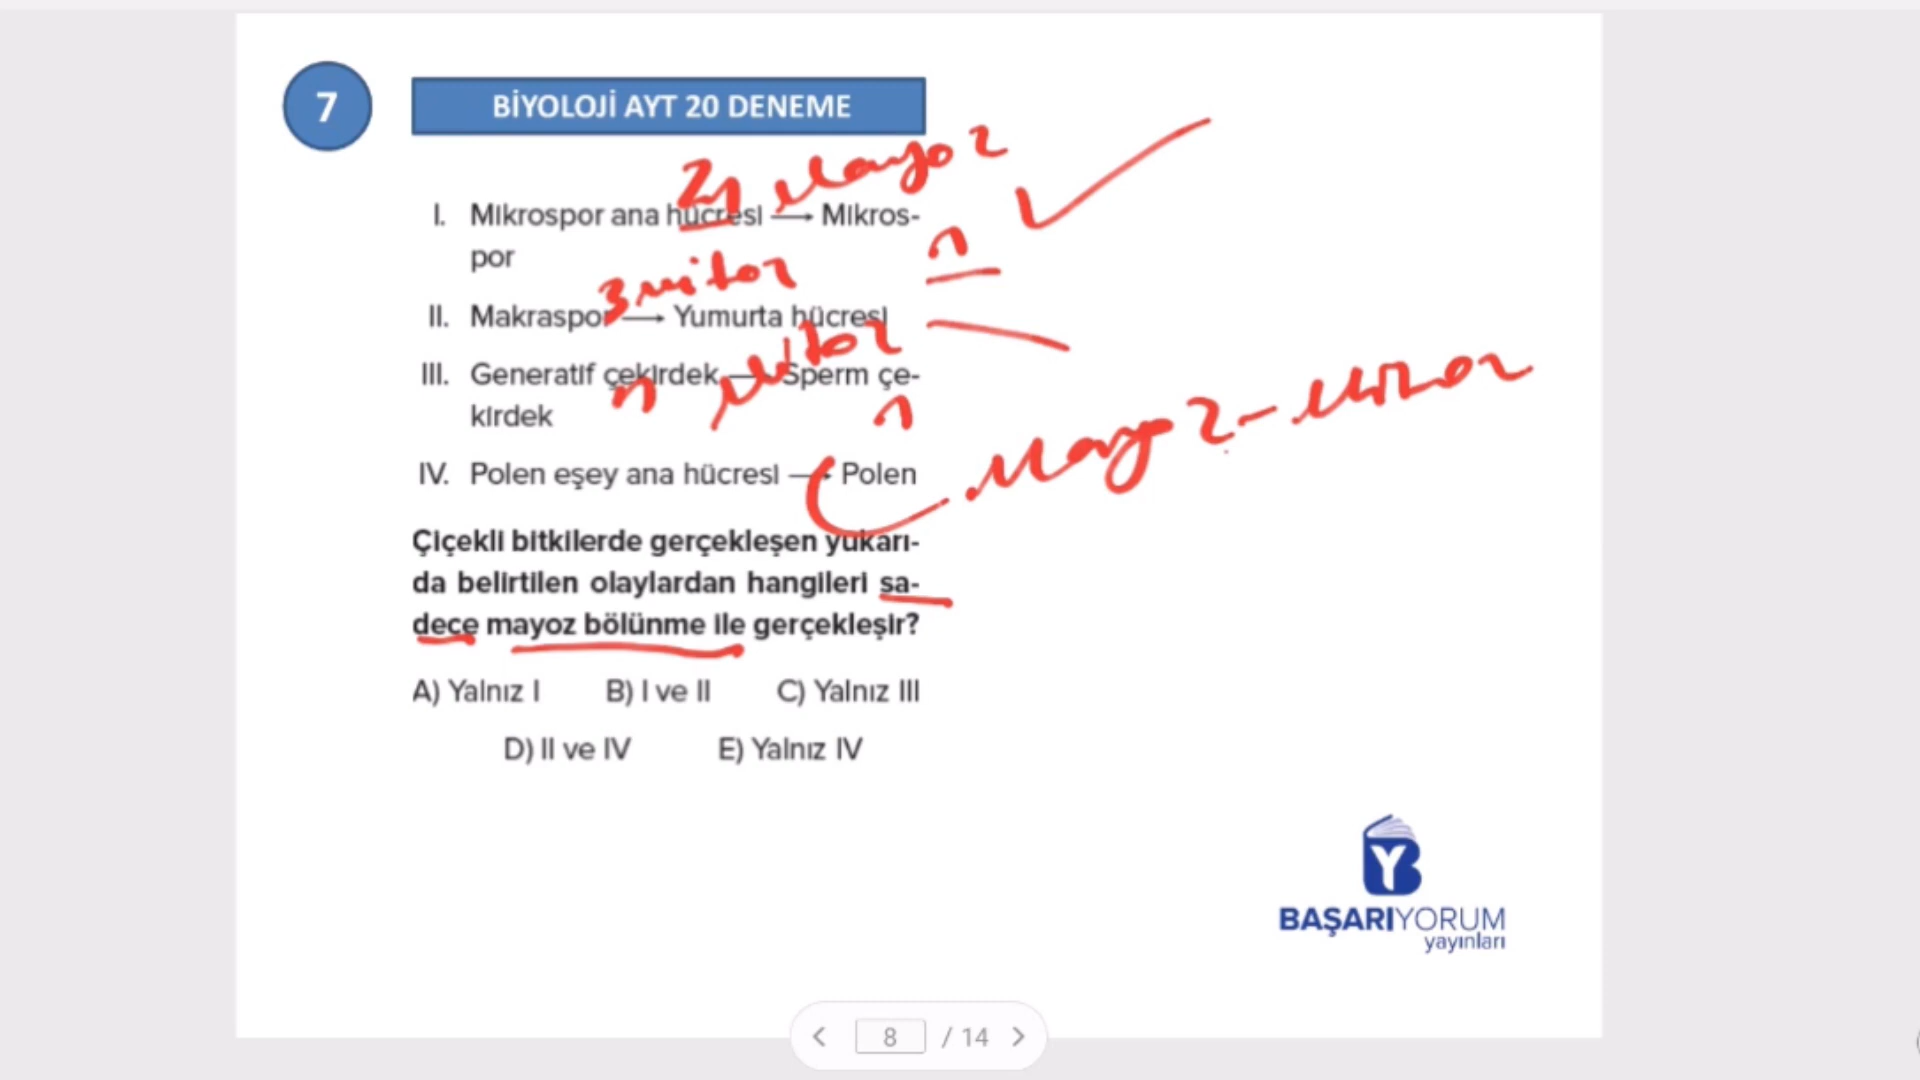 7
BİYOLOJİ AYT 20 DENEME
2n Mayoz
I. Mikrospor ana hücresi → Mikros-
por
n
3 mitoz
II. Makraspor → Yumurta hücresi
mitoz
III. Generatif çekirdek → Sperm çe-
kirdek
n
n
IV. Polen eşey ana hücresi → Polen
Mayoz - Mitoz
Çiçekli bitkilerde gerçekleşen yukarı-
da belirtilen olaylardan hangileri sa-
dece mayoz bölünme ile gerçekleşir?
A) Yalnız I B) I ve II C) Yalnız III
D) II ve IV E) Yalnız IV
YB
BAŞARIYORUM
yayınları
8 / 14